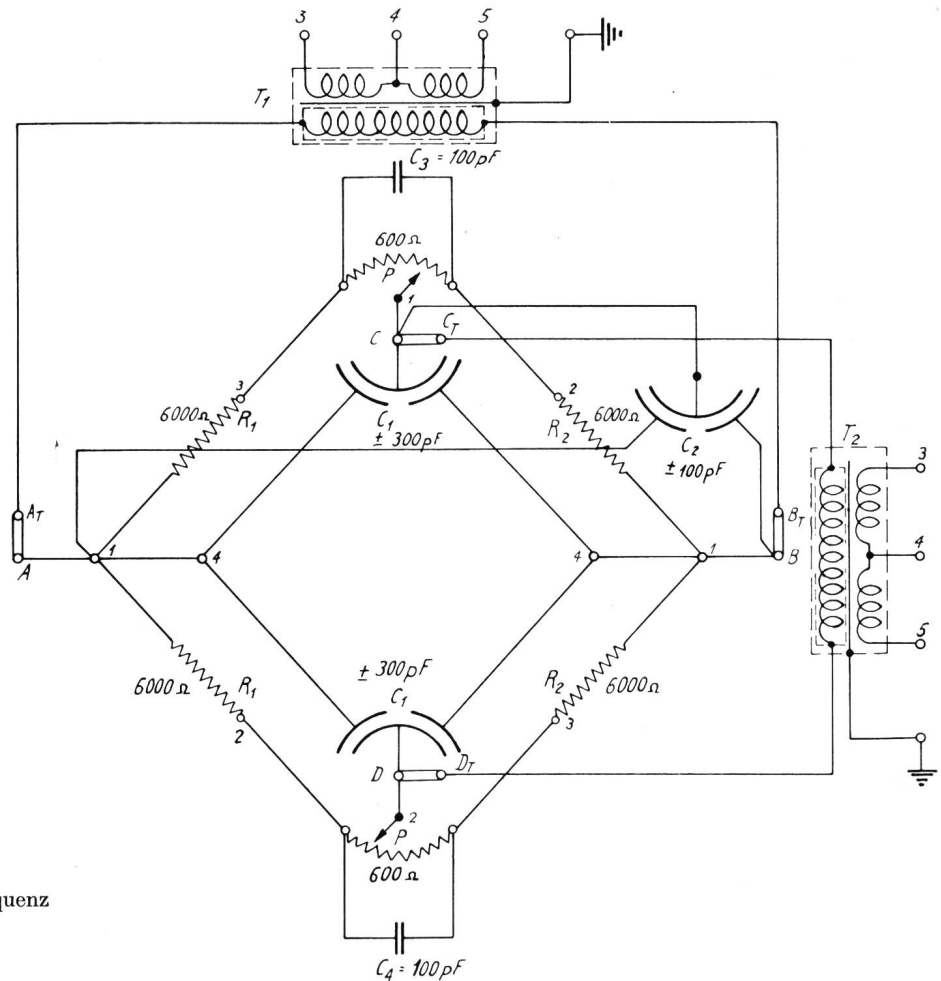 3 4 5
T1
C3 = 100pF
600Ω
P
1
C CT
3 2
6000Ω R1
C1
± 300pF
R2 6000Ω
C2
± 100pF
T2
3
AT
BT
A 1 4 4 1 B
4
5
± 300pF
6000Ω R1
C1
R2 6000Ω
2 3
D DT
2
P
600Ω
quenz
C4 = 100pF